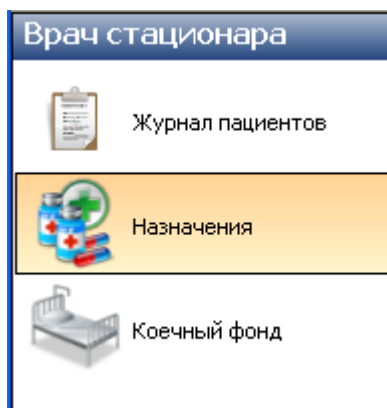 Врач стационара
Журнал пациентов
Назначения
Коечный фонд